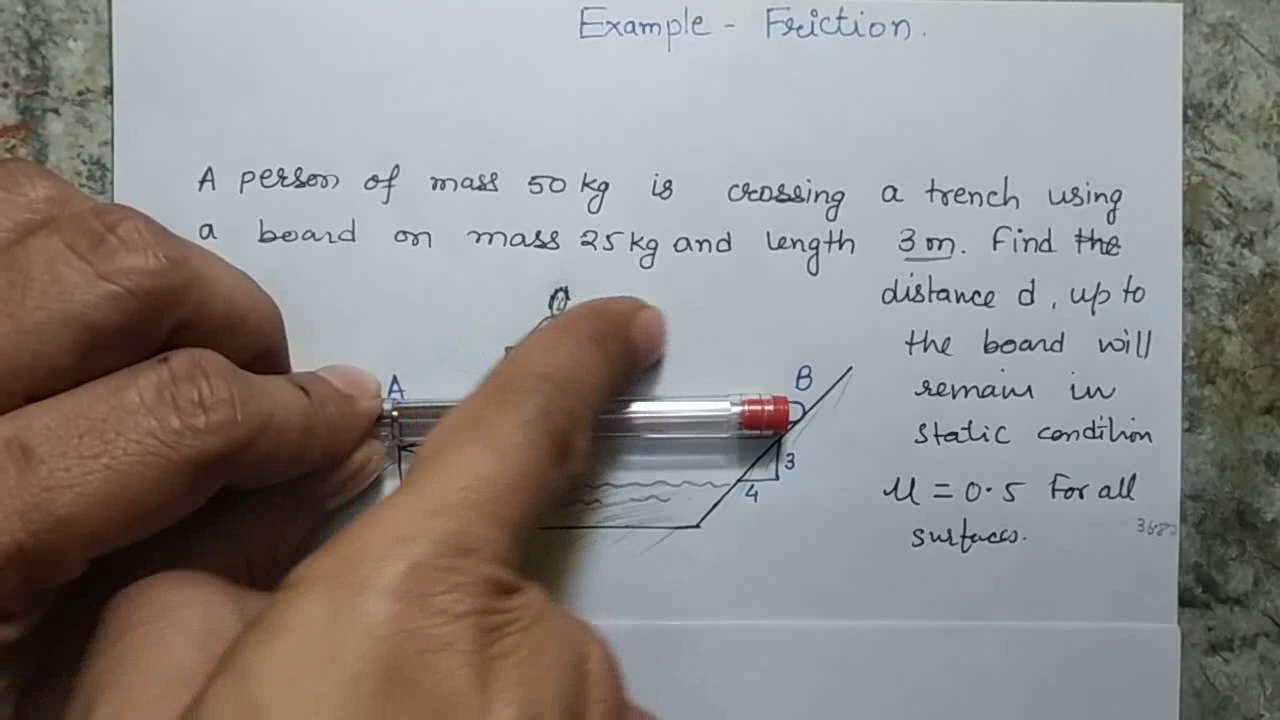 Example - Friction.
A person of mass 50 kg is crossing a trench using
a board on mass 25 kg and length 3 m. Find the
distance d, up to
the board will
remain in
static condition
μ = 0.5 For all
surfaces.
A
B
3
4